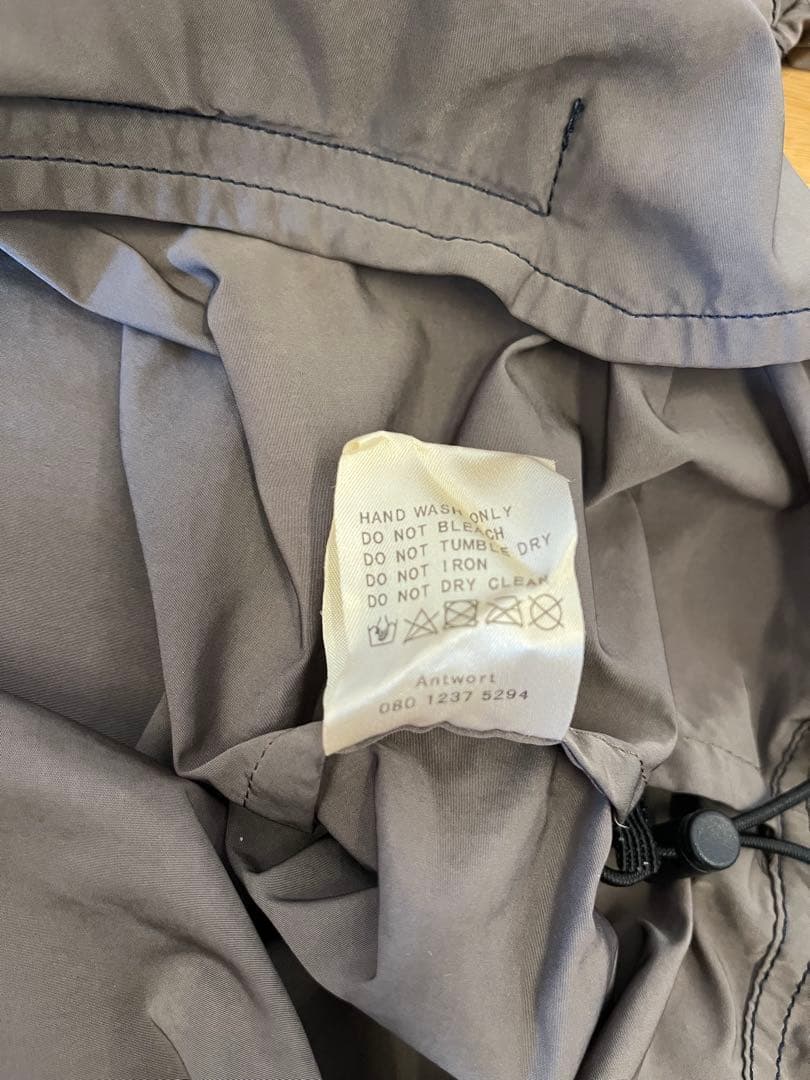 HAND WASH ONLY
DO NOT BLEACH
DO NOT TUMBLE DRY
DO NOT IRON
DO NOT DRY CLEAN
Antwort
080 1237 5294